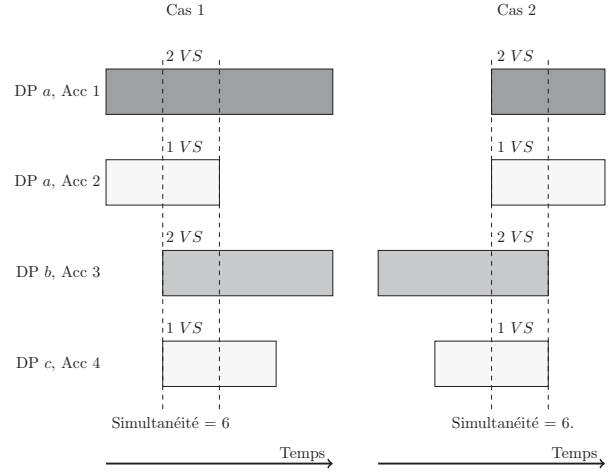 Cas 1 Cas 2
2 VS 2 VS
DP a, Acc 1
1 VS 1 VS
DP a, Acc 2
2 VS 2 VS
DP b, Acc 3
1 VS 1 VS
DP c, Acc 4
Simultanéité = 6 Simultanéité = 6.
Temps Temps